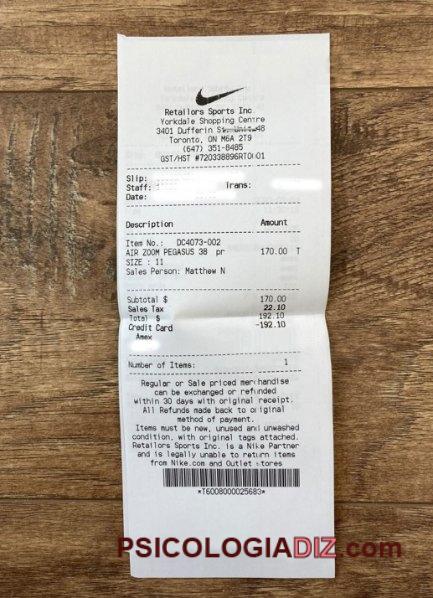 Retailors Sports Inc
Yorkdale Shopping Centre
3401 Dufferin St. Unit 48
Toronto, ON M6A 2T9
(647) 351-8485
GST/HST #720338896RT0001
Slip:
Staff: Trans:
Date:
Description Amount
Item No.: DC4073-002
AIR ZOOM PEGASUS 38 pr 170.00 T
SIZE : 11
Sales Person: Matthew N
Subtotal $ 170.00
Sales Tax 22.10
Total $ 192.10
Credit Card -192.10
Amex
Number of Items: 1
Regular or Sale priced merchandise
can be exchanged or refunded
within 30 days with original receipt.
All Refunds made back to original
method of payment.
Items must be new, unused and unwashed
condition, with original tags attached.
Retailors Sports Inc. is a Nike Partner
and is legally unable to return items
from Nike.com and Outlet stores
*T6008000025683*
PSICOLOGIADIZ.com